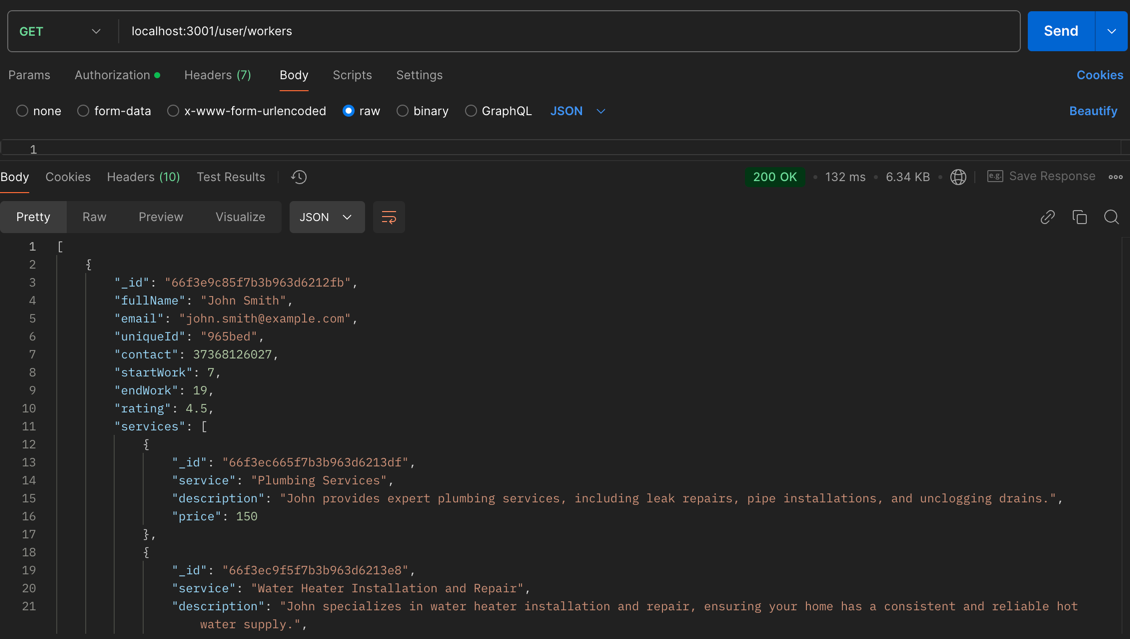 GET localhost:3001/user/workers Send
Params Authorization Headers (7) Body Scripts Settings Cookies
none form-data x-www-form-urlencoded raw binary GraphQL JSON Beautify
1
Body Cookies Headers (10) Test Results 200 OK 132 ms 6.34 KB e.g. Save Response
Pretty Raw Preview Visualize JSON
1 [
2 {
3 "_id": "66f3e9c85f7b3b963d6212fb",
4 "fullName": "John Smith",
5 "email": "john.smith@example.com",
6 "uniqueId": "965bed",
7 "contact": 37368126027,
8 "startWork": 7,
9 "endWork": 19,
10 "rating": 4.5,
11 "services": [
12 {
13 "_id": "66f3ec665f7b3b963d6213df",
14 "service": "Plumbing Services",
15 "description": "John provides expert plumbing services, including leak repairs, pipe installations, and unclogging drains.",
16 "price": 150
17 },
18 {
19 "_id": "66f3ec9f5f7b3b963d6213e8",
20 "service": "Water Heater Installation and Repair",
21 "description": "John specializes in water heater installation and repair, ensuring your home has a consistent and reliable hot
water supply.",